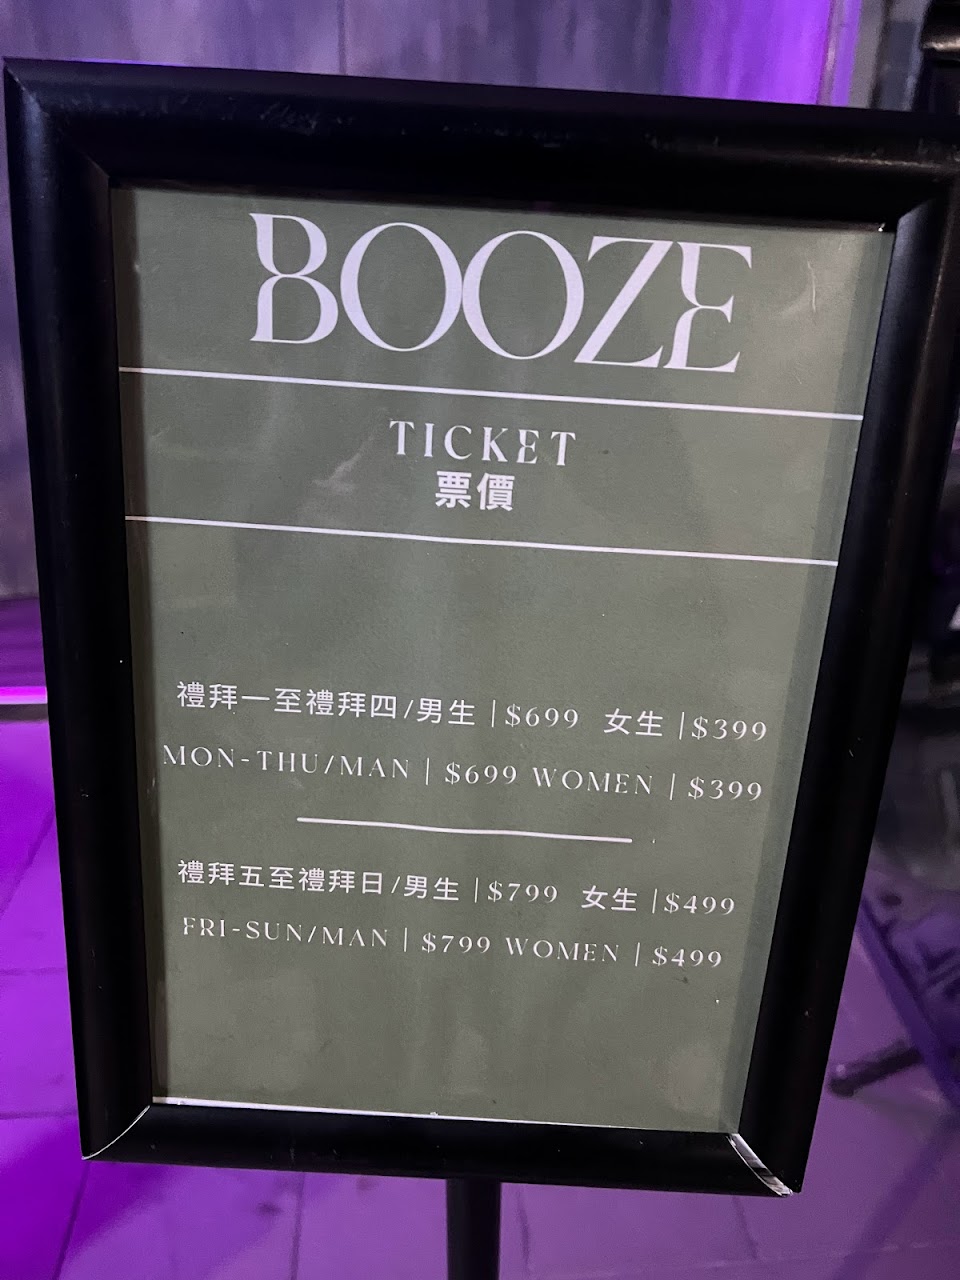 BOOZE
TICKET
票價
禮拜一至禮拜四/男生 |$699 女生 |$399
MON-THU/MAN | $699 WOMEN | $399
禮拜五至禮拜日/男生 |$799 女生 |$499
FRI-SUN/MAN | $799 WOMEN | $499